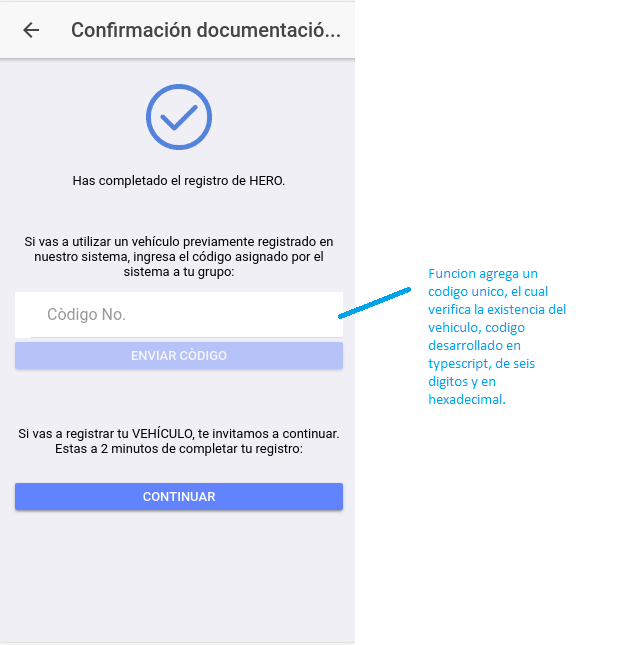 Confirmación documentació...
Has completado el registro de HERO.
Si vas a utilizar un vehículo previamente registrado en
nuestro sistema, ingresa el código asignado por el
sistema a tu grupo:
Còdigo No.
ENVIAR CÒDIGO
Si vas a registrar tu VEHÍCULO, te invitamos a continuar.
Estas a 2 minutos de completar tu registro:
CONTINUAR
Funcion agrega un
codigo unico, el cual
verifica la existencia del
vehiculo, codigo
desarrollado en
typescript, de seis
digitos y en
hexadecimal.